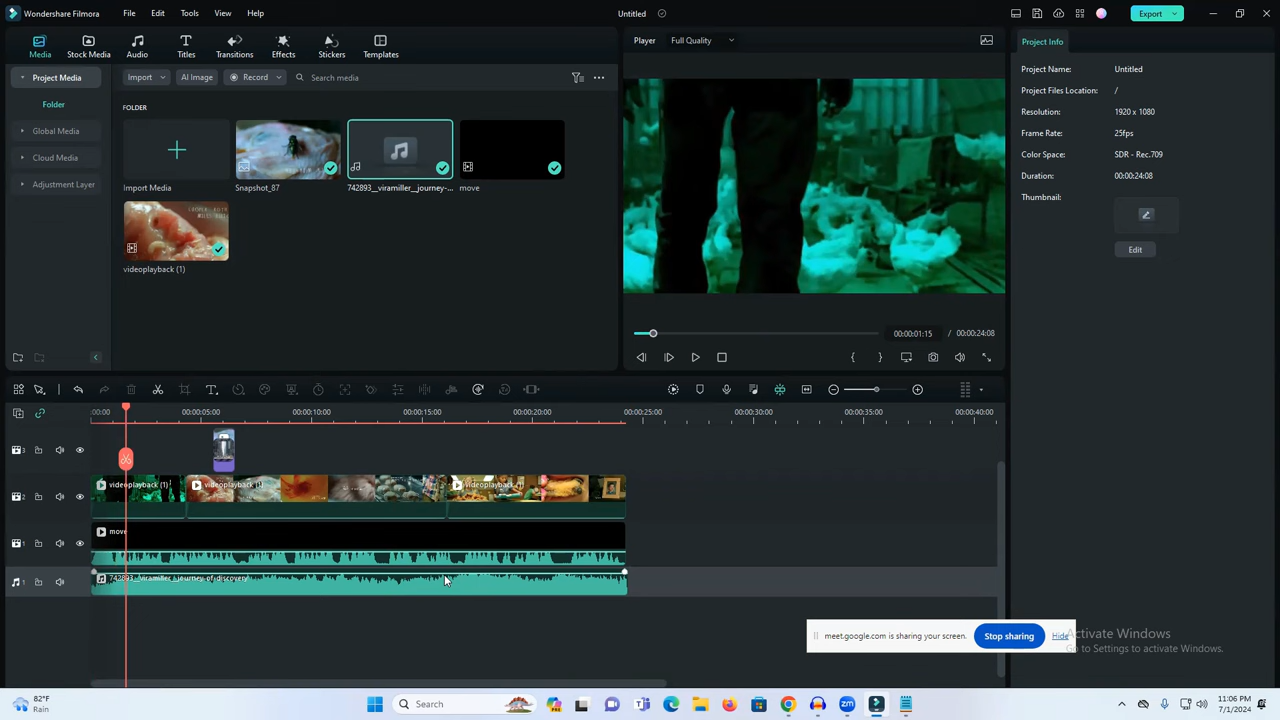 Wondershare Filmora File Edit Tools View Help Untitled Export
Media Stock Media Audio Titles Transitions Effects Stickers Templates
Player Full Quality
Project Info
Project Media
Import AI Image Record Search media
Folder
Global Media
Cloud Media
Adjustment Layer
FOLDER
Import Media Snapshot_87 742893__viramiller__journey-... move
videoplayback (1)
Project Name: Untitled
Project Files Location: /
Resolution: 1920 x 1080
Frame Rate: 25fps
Color Space: SDR - Rec.709
Duration: 00:00:24:08
Thumbnail:
Edit
00:00:01:15 / 00:00:24:08
:00:00 00:00:05:00 00:00:10:00 00:00:15:00 00:00:20:00 00:00:25:00 00:00:30:00 00:00:35:00 00:00:40:00
3
2 videoplayback (1) videoplayback (1) videoplayback (1)
1 move
1 742893__viramiller__journey-of-discovery
meet.google.com is sharing your screen. Stop sharing Hide
Activate Windows
Go to Settings to activate Windows.
82°F
Rain
Search
11:06 PM
7/1/2024